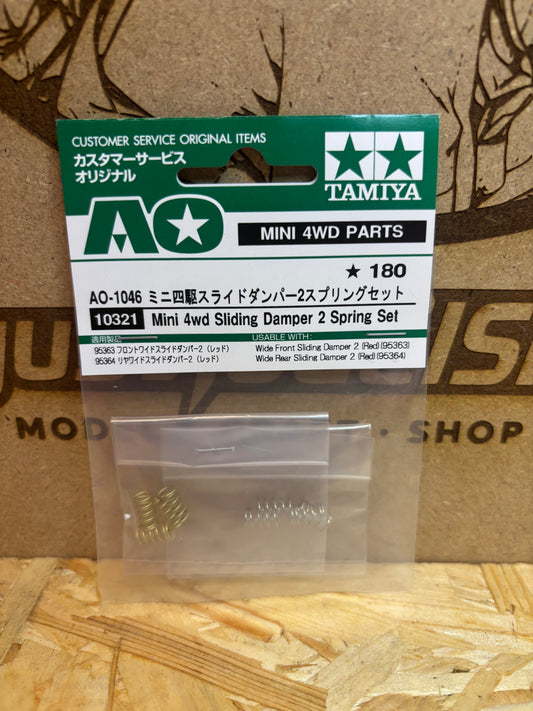 CUSTOMER SERVICE ORIGINAL ITEMS
カスタマーサービス
オリジナル
TAMIYA
AO
MINI 4WD PARTS
★ 180
AO-1046 ミニ四駆スライドダンパー2スプリングセット
10321 Mini 4wd Sliding Damper 2 Spring Set
適用製品
95363 フロントワイドスライドダンパー2（レッド）
95364 リヤワイドスライドダンパー2（レッド）
USABLE WITH:
Wide Front Sliding Damper 2 (Red) (95363)
Wide Rear Sliding Damper 2 (Red) (95364)
MOD
· SHOP